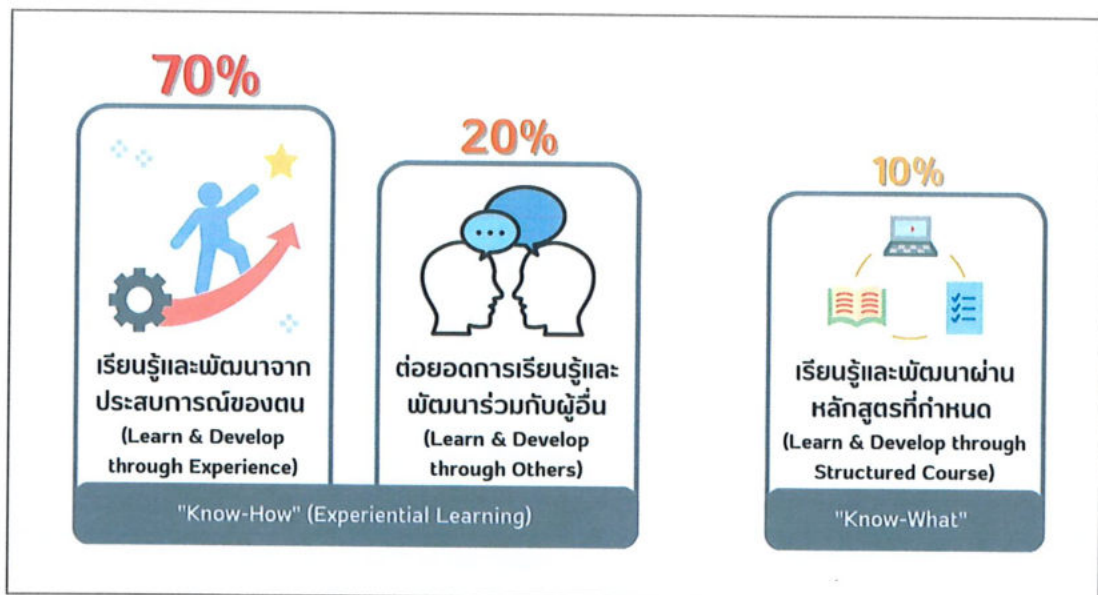 70%
เรียนรู้และพัฒนาจาก
ประสบการณ์ของตน
(Learn & Develop
through Experience)
20%
ต่อยอดการเรียนรู้และ
พัฒนาร่วมกับผู้อื่น
(Learn & Develop
through Others)
"Know-How" (Experiential Learning)
10%
เรียนรู้และพัฒนาผ่าน
หลักสูตรที่กำหนด
(Learn & Develop through
Structured Course)
"Know-What"